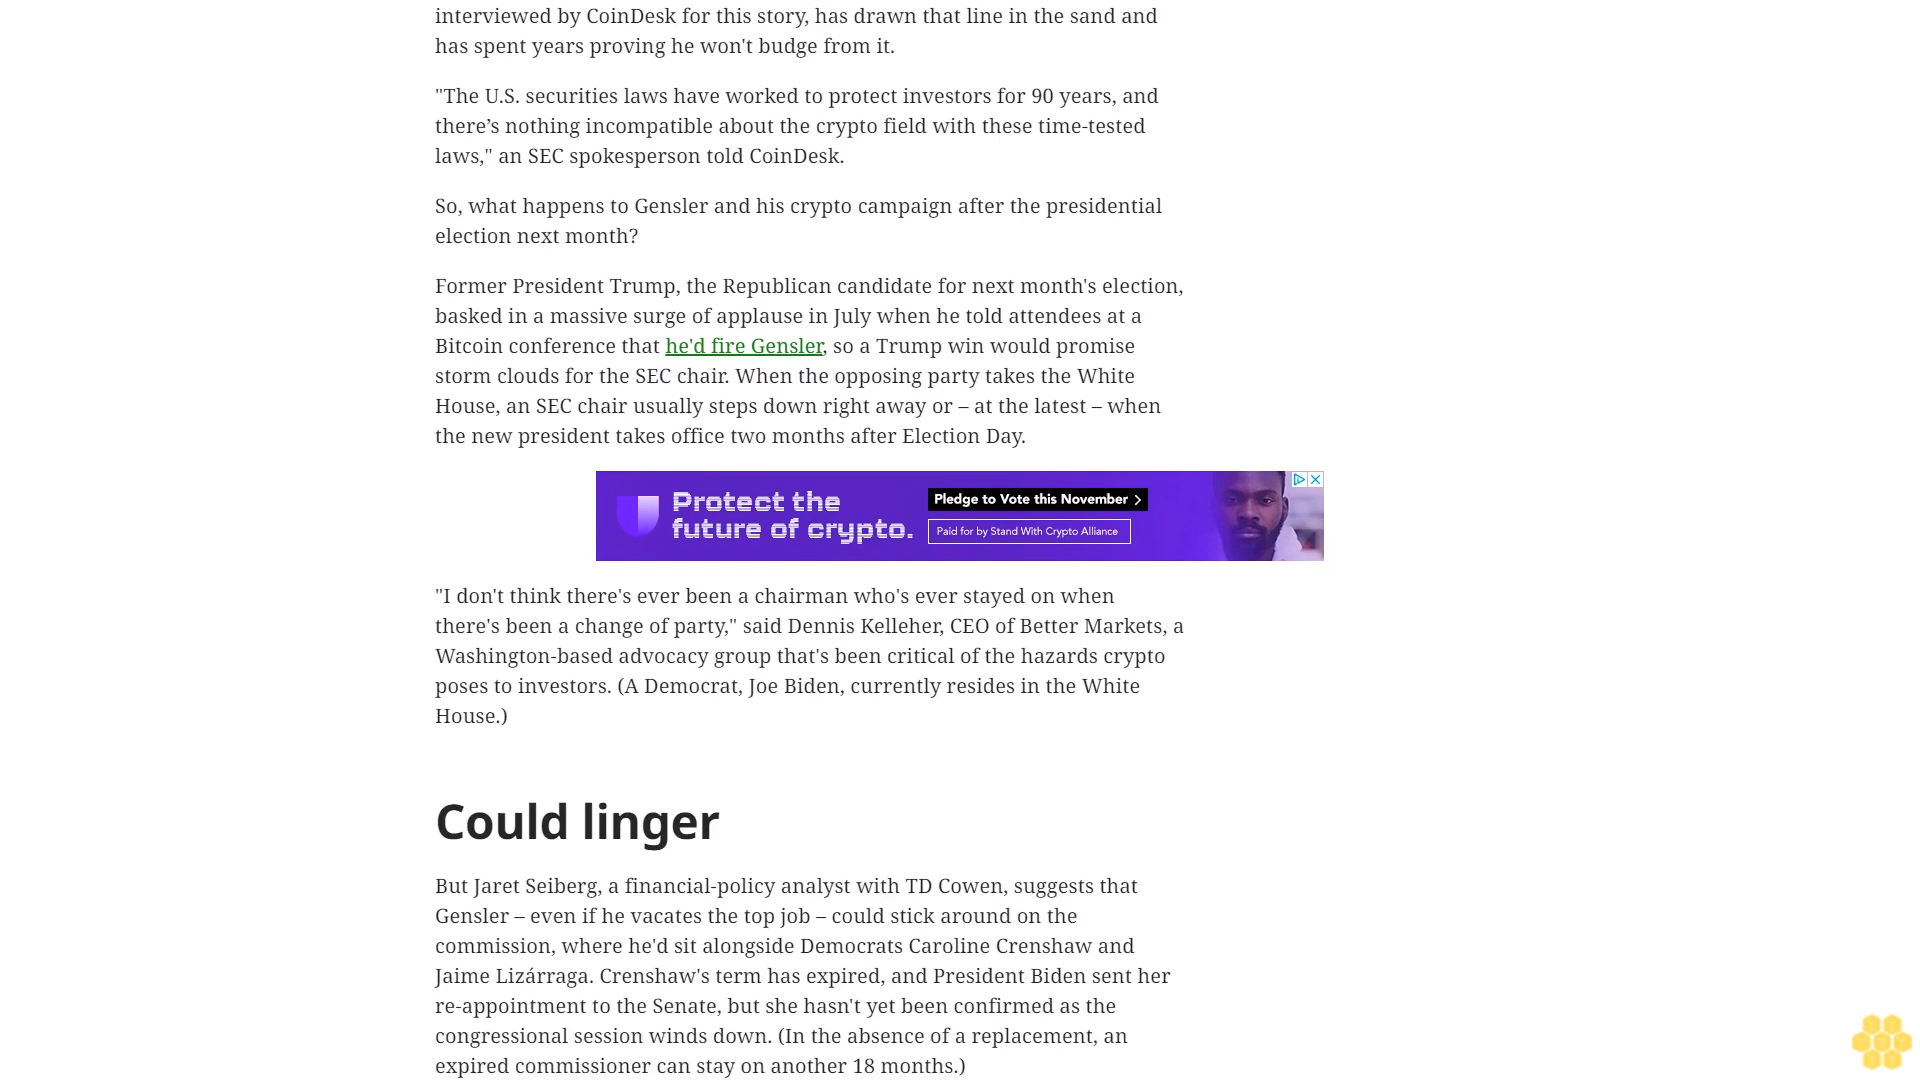 interviewed by CoinDesk for this story, has drawn that line in the sand and
has spent years proving he won't budge from it.
"The U.S. securities laws have worked to protect investors for 90 years, and
there’s nothing incompatible about the crypto field with these time-tested
laws," an SEC spokesperson told CoinDesk.
So, what happens to Gensler and his crypto campaign after the presidential
election next month?
Former President Trump, the Republican candidate for next month's election,
basked in a massive surge of applause in July when he told attendees at a
Bitcoin conference that he'd fire Gensler, so a Trump win would promise
storm clouds for the SEC chair. When the opposing party takes the White
House, an SEC chair usually steps down right away or – at the latest – when
the new president takes office two months after Election Day.
Protect the
future of crypto.
Pledge to Vote this November >
Paid for by Stand With Crypto Alliance
"I don't think there's ever been a chairman who's ever stayed on when
there's been a change of party," said Dennis Kelleher, CEO of Better Markets, a
Washington-based advocacy group that's been critical of the hazards crypto
poses to investors. (A Democrat, Joe Biden, currently resides in the White
House.)
Could linger
But Jaret Seiberg, a financial-policy analyst with TD Cowen, suggests that
Gensler – even if he vacates the top job – could stick around on the
commission, where he'd sit alongside Democrats Caroline Crenshaw and
Jaime Lizárraga. Crenshaw's term has expired, and President Biden sent her
re-appointment to the Senate, but she hasn't yet been confirmed as the
congressional session winds down. (In the absence of a replacement, an
expired commissioner can stay on another 18 months.)